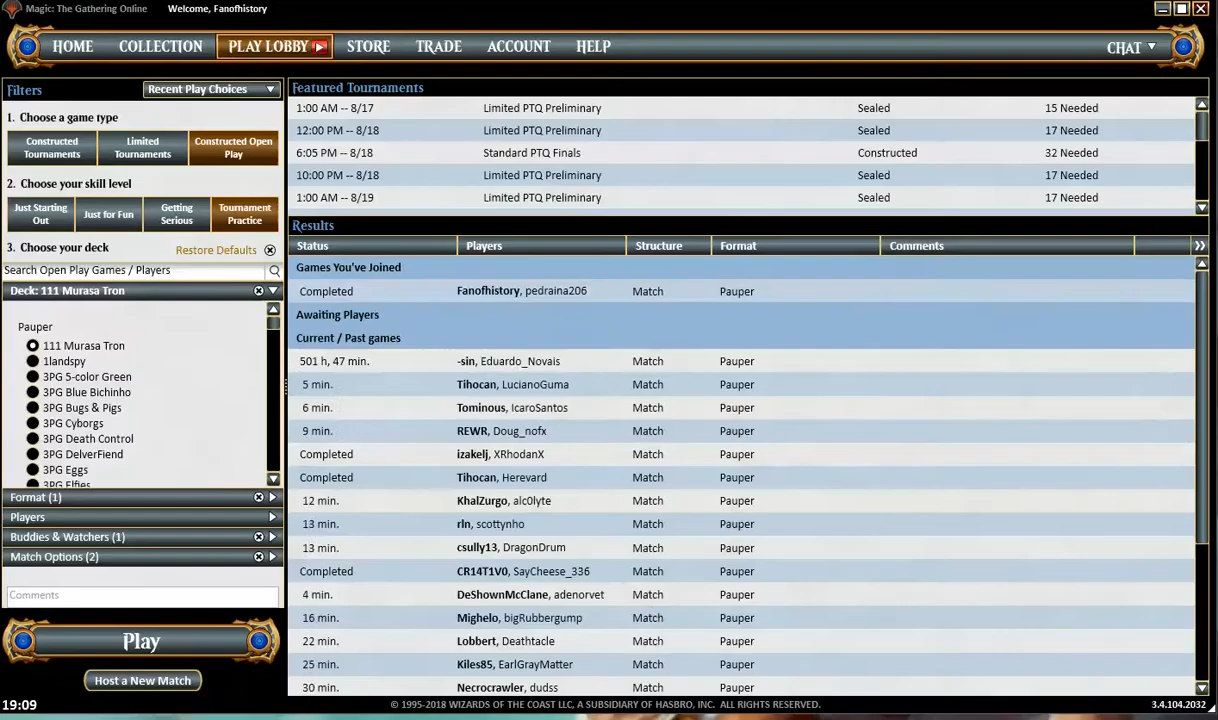 Magic: The Gathering Online Welcome, Fanofhistory
HOME COLLECTION PLAY LOBBY STORE TRADE ACCOUNT HELP CHAT
Filters Recent Play Choices
1. Choose a game type
Constructed Tournaments Limited Tournaments Constructed Open Play
2. Choose your skill level
Just Starting Out Just for Fun Getting Serious Tournament Practice
3. Choose your deck Restore Defaults
Search Open Play Games / Players
Deck: 111 Murasa Tron
Pauper
111 Murasa Tron
1landspy
3PG 5-color Green
3PG Blue Bichinho
3PG Bugs & Pigs
3PG Cyborgs
3PG Death Control
3PG DelverFiend
3PG Eggs
3PG Elfies
Format (1)
Players
Buddies & Watchers (1)
Match Options (2)
Comments
Play
Host a New Match
19:09
Featured Tournaments
1:00 AM -- 8/17 Limited PTQ Preliminary Sealed 15 Needed
12:00 PM -- 8/18 Limited PTQ Preliminary Sealed 17 Needed
6:05 PM -- 8/18 Standard PTQ Finals Constructed 32 Needed
10:00 PM -- 8/18 Limited PTQ Preliminary Sealed 17 Needed
1:00 AM -- 8/19 Limited PTQ Preliminary Sealed 17 Needed
Results
Status Players Structure Format Comments
Games You've Joined
Completed Fanofhistory, pedraina206 Match Pauper
Awaiting Players
Current / Past games
501 h, 47 min. -sin, Eduardo_Novais Match Pauper
5 min. Tihocan, LucianoGuma Match Pauper
6 min. Tominous, IcaroSantos Match Pauper
9 min. REWR, Doug_nofx Match Pauper
Completed izakelj, XRhodanX Match Pauper
Completed Tihocan, Herevard Match Pauper
12 min. KhalZurgo, alc0lyte Match Pauper
13 min. rln, scottynho Match Pauper
13 min. csully13, DragonDrum Match Pauper
Completed CR14T1V0, SayCheese_336 Match Pauper
4 min. DeShownMcClane, adenorvet Match Pauper
16 min. Mighelo, bigRubbergump Match Pauper
22 min. Lobbert, Deathtacle Match Pauper
25 min. Kiles85, EarlGrayMatter Match Pauper
30 min. Necrocrawler, dudss Match Pauper
© 1995-2018 WIZARDS OF THE COAST LLC, A SUBSIDIARY OF HASBRO, INC. ALL RIGHTS RESERVED. 3.4.104.2032